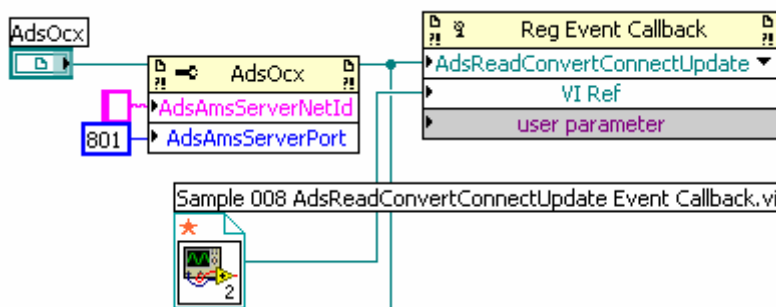 AdsOcx
Reg Event Callback
AdsOcx
AdsReadConvertConnectUpdate
AdsAmsServerNetId
VI Ref
801
AdsAmsServerPort
user parameter
Sample 008 AdsReadConvertConnectUpdate Event Callback.vi
2